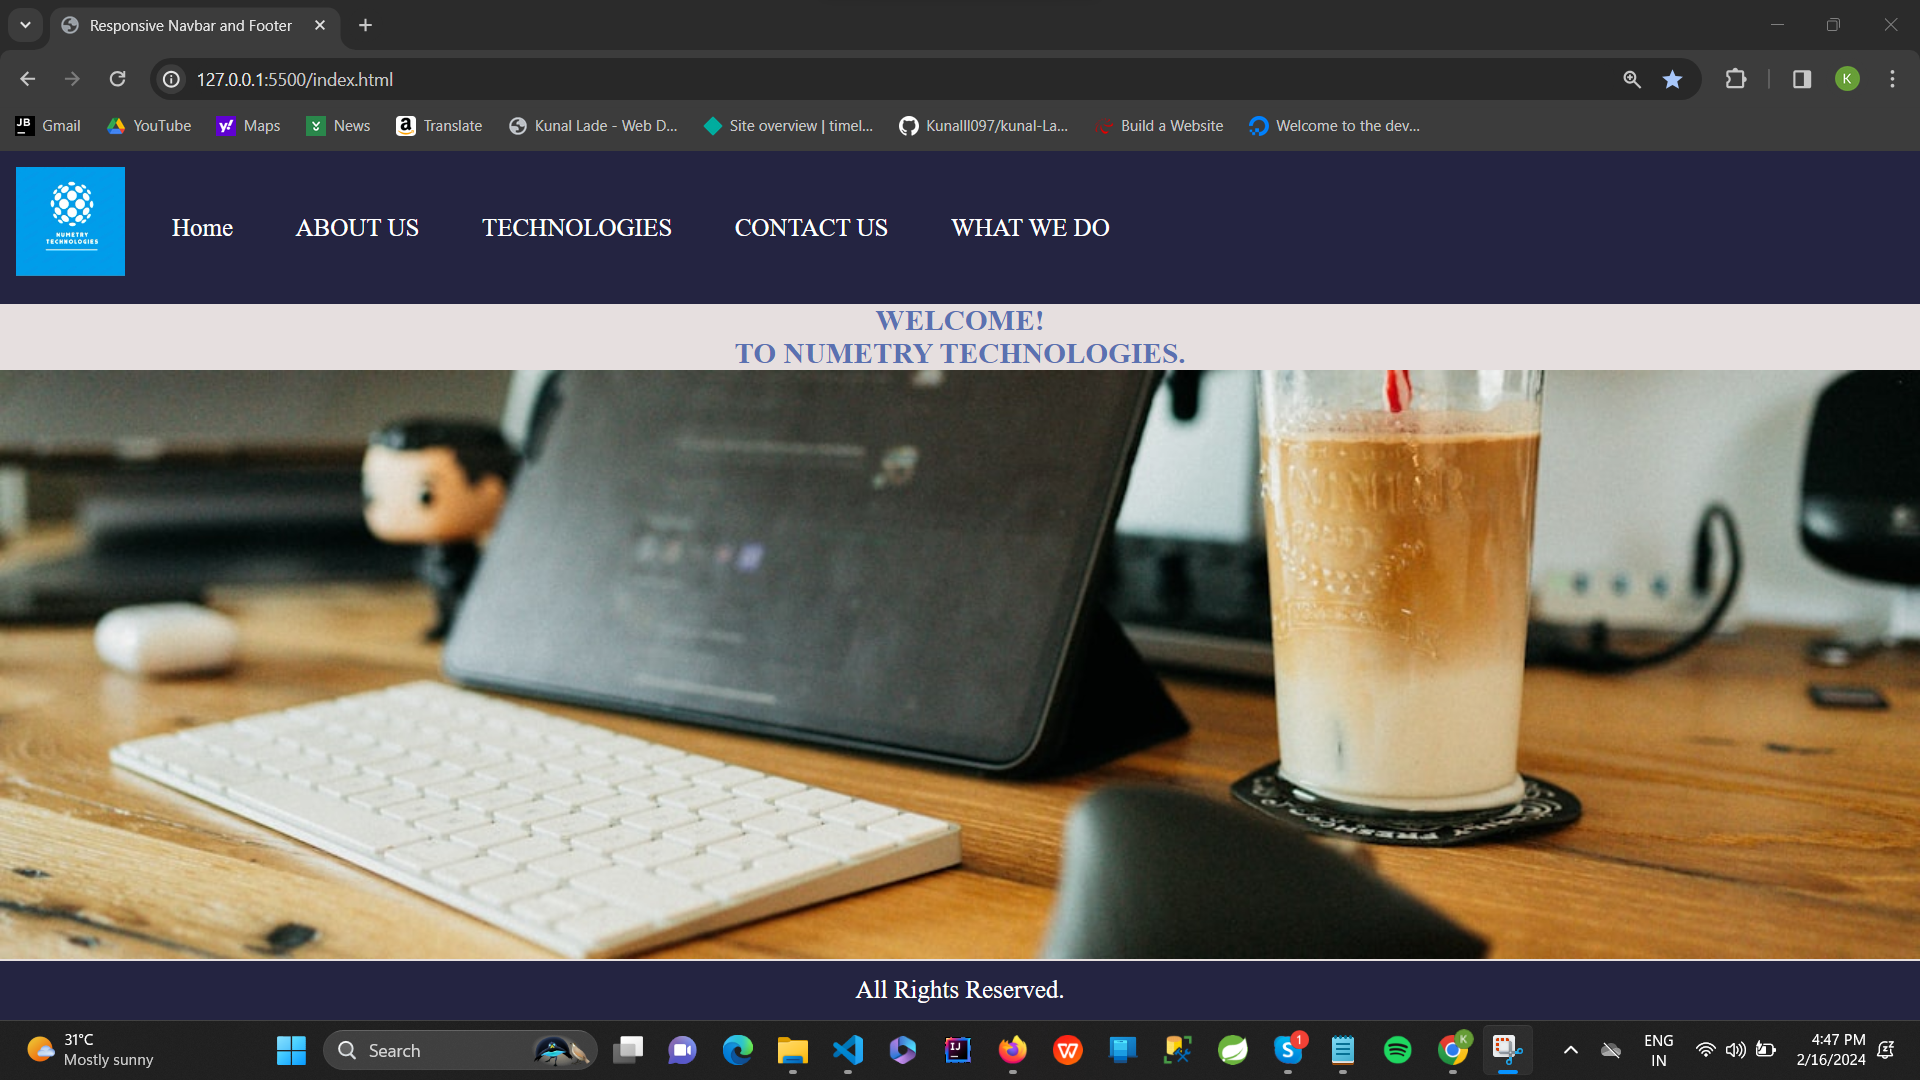 Responsive Navbar and Footer
127.0.0.1:5500/index.html
K
JB Gmail
YouTube
y! Maps
News
a Translate
Kunal Lade - Web D...
Site overview | timel...
Kunalll097/kunal-La...
Build a Website
Welcome to the dev...
NUMETRY
TECHNOLOGIES
Home
ABOUT US
TECHNOLOGIES
CONTACT US
WHAT WE DO
WELCOME!
TO NUMETRY TECHNOLOGIES.
All Rights Reserved.
31°C
Mostly sunny
Search
IJ
W
S
1
K
ENG
IN
4:47 PM
2/16/2024